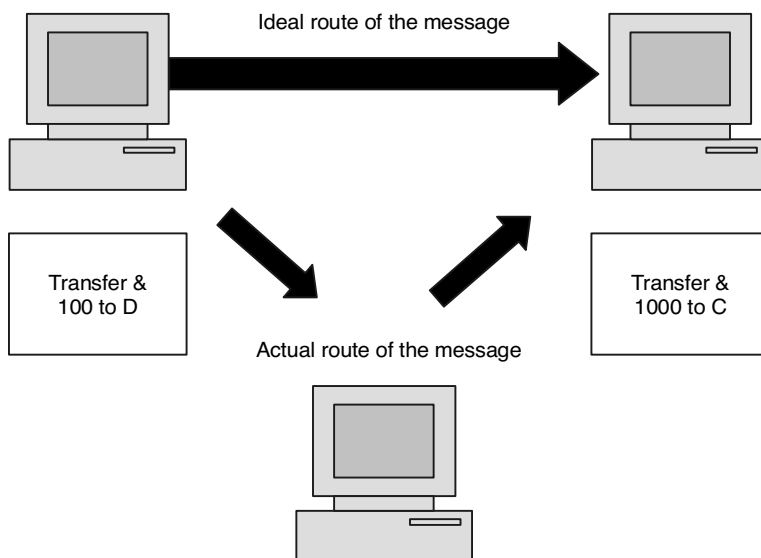 Ideal route of the message
Transfer &
100 to D
Transfer &
1000 to C
Actual route of the message